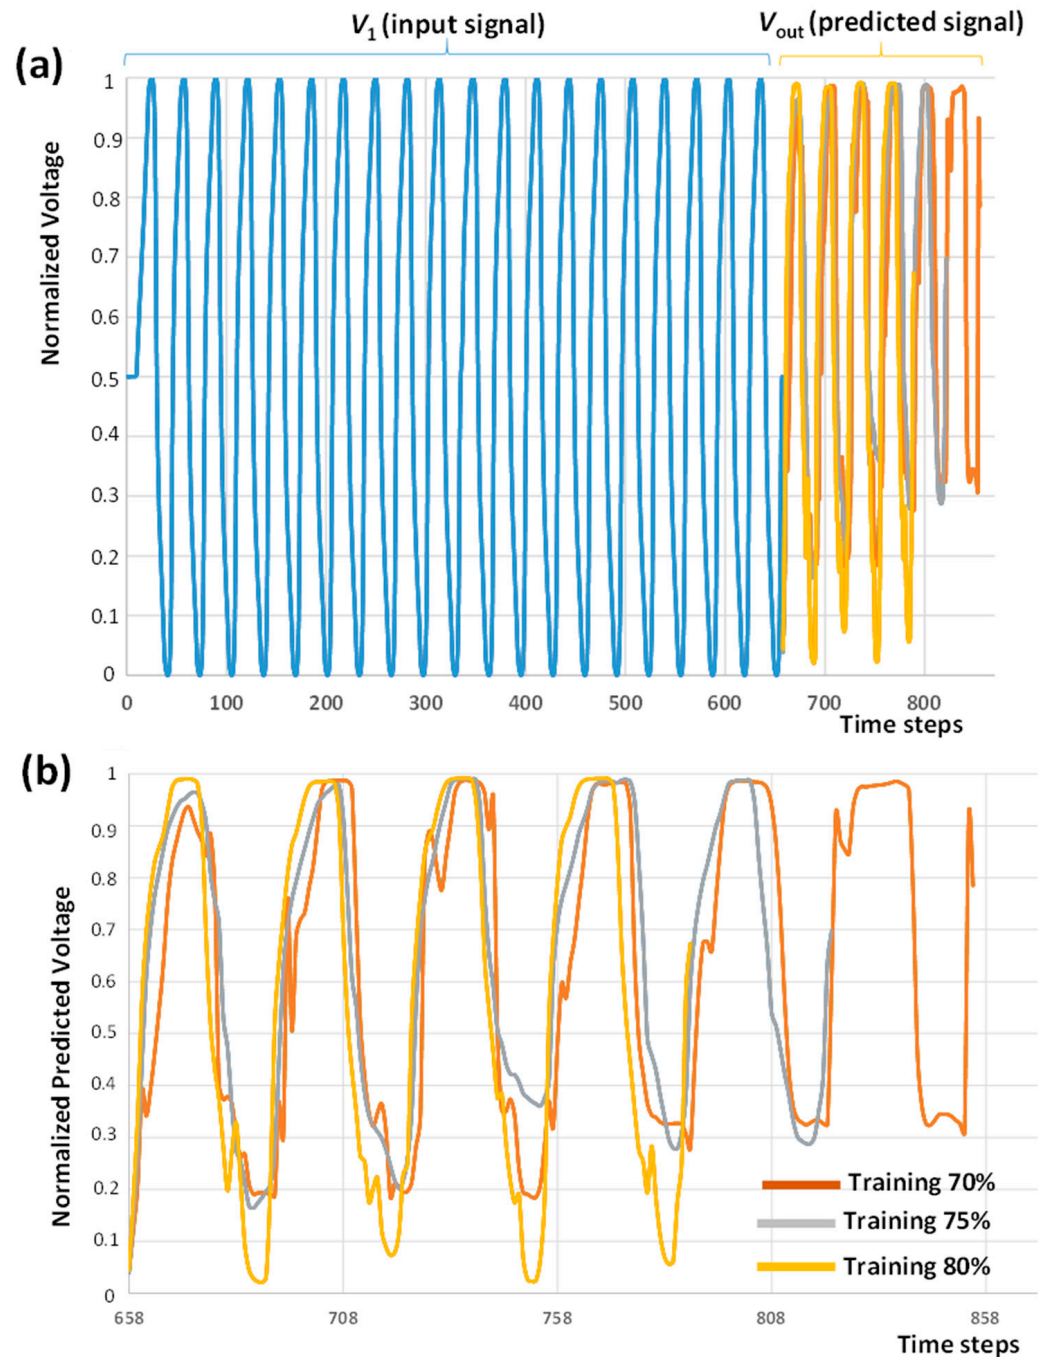 V1 (input signal)
Vout (predicted signal)
(a)
Normalized Voltage
1
0.9
0.8
0.7
0.6
0.5
0.4
0.3
0.2
0.1
0
0 100 200 300 400 500 600 700 800
Time steps
(b)
Normalized Predicted Voltage
1
0.9
0.8
0.7
0.6
0.5
0.4
0.3
0.2
0.1
0
Training 70%
Training 75%
Training 80%
658 708 758 808 858
Time steps